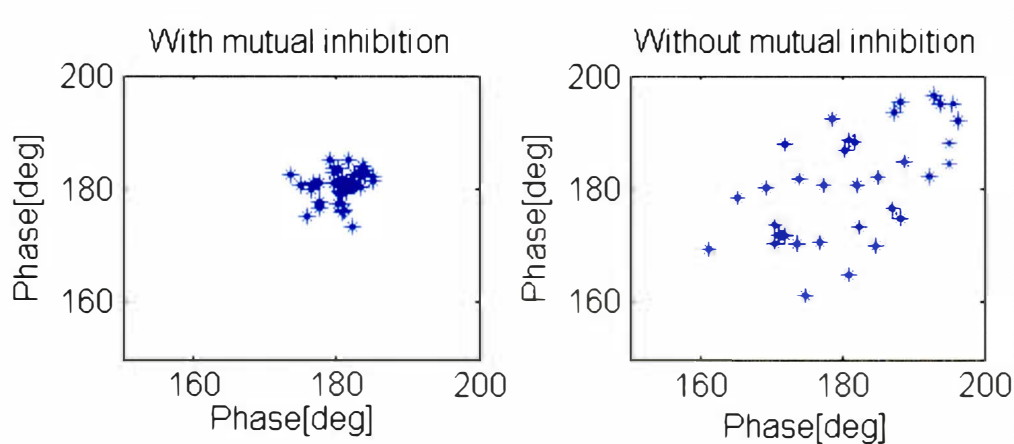 With mutual inhibition
200
180
160
Phase[deg]
160 180 200
Phase[deg]
Without mutual inhibition
200
180
160
Phase[deg]
160 180 200
Phase[deg]